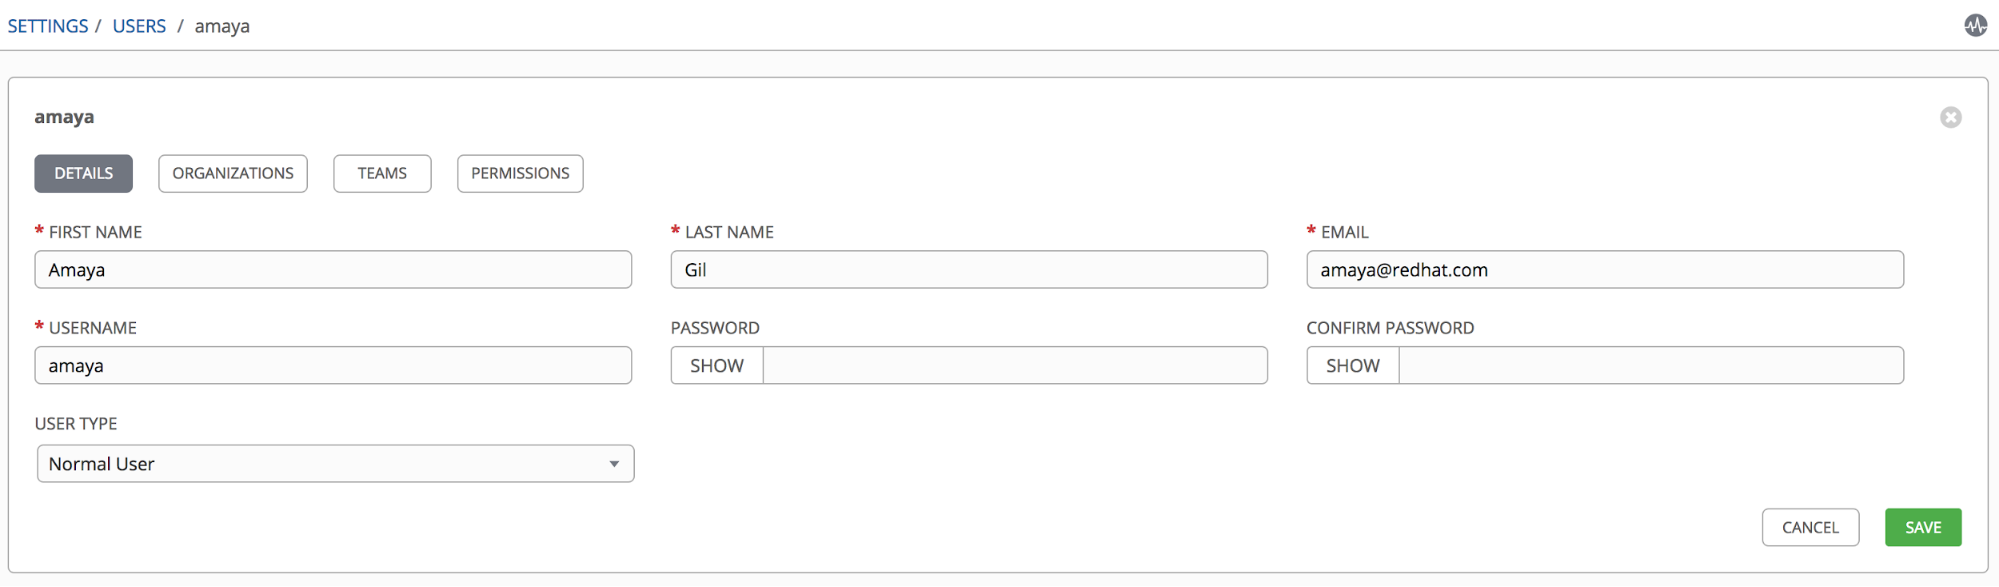 SETTINGS / USERS / amaya
amaya
DETAILS ORGANIZATIONS TEAMS PERMISSIONS
* FIRST NAME * LAST NAME * EMAIL
Amaya Gil amaya@redhat.com
* USERNAME PASSWORD CONFIRM PASSWORD
amaya SHOW SHOW
USER TYPE
Normal User
CANCEL SAVE